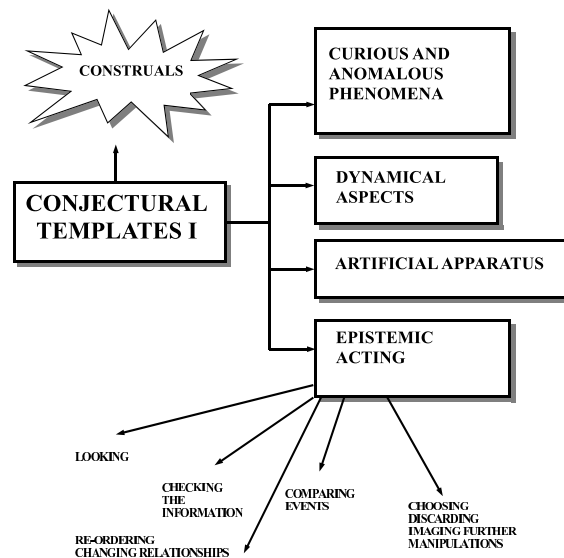 CONSTRUALS
CURIOUS AND
ANOMALOUS
PHENOMENA
CONJECTURAL
TEMPLATES I
DYNAMICAL
ASPECTS
ARTIFICIAL APPARATUS
EPISTEMIC
ACTING
LOOKING
CHECKING
THE
INFORMATION
COMPARING
EVENTS
CHOOSING
DISCARDING
IMAGING FURTHER
MANIPULATIONS
RE-ORDERING
CHANGING RELATIONSHIPS